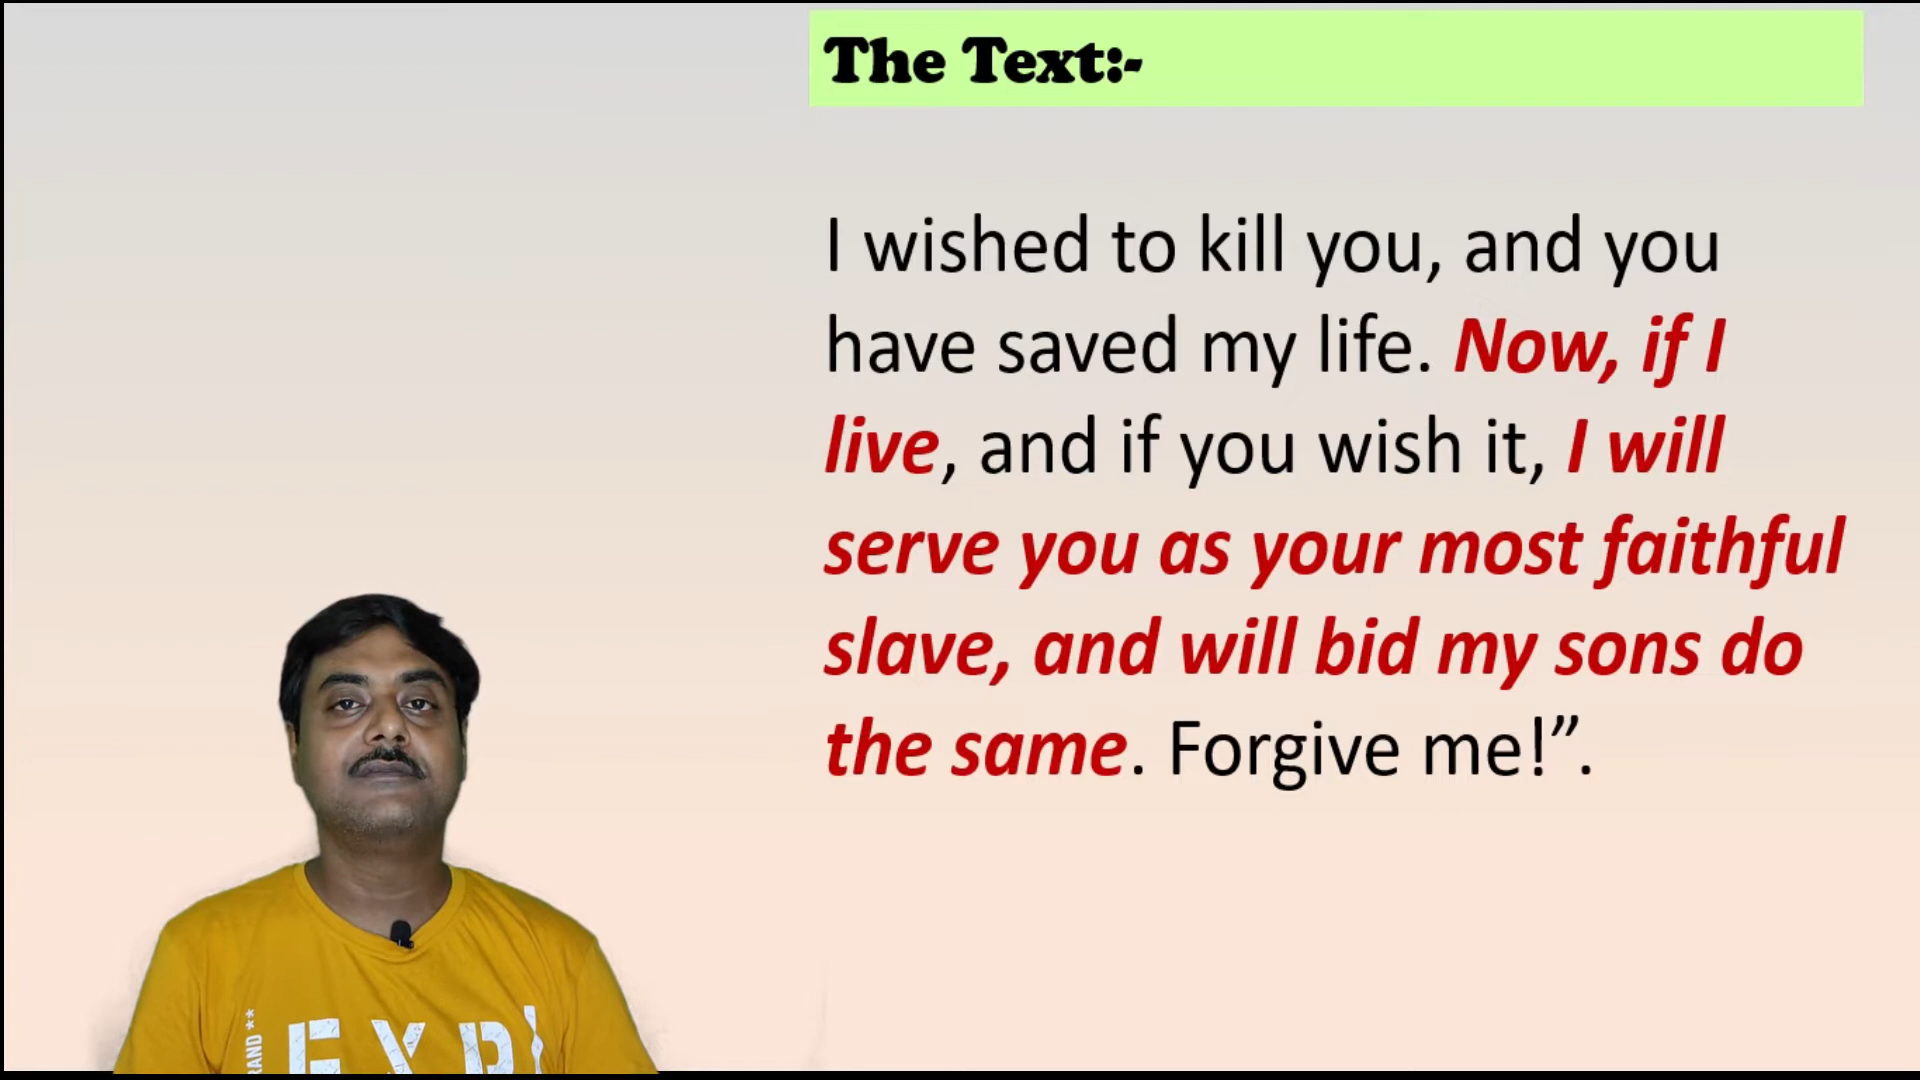 The Text:-
I wished to kill you, and you
have saved my life. Now, if I
live, and if you wish it, I will
serve you as your most faithful
slave, and will bid my sons do
the same. Forgive me!”.
RAND **
EXPL